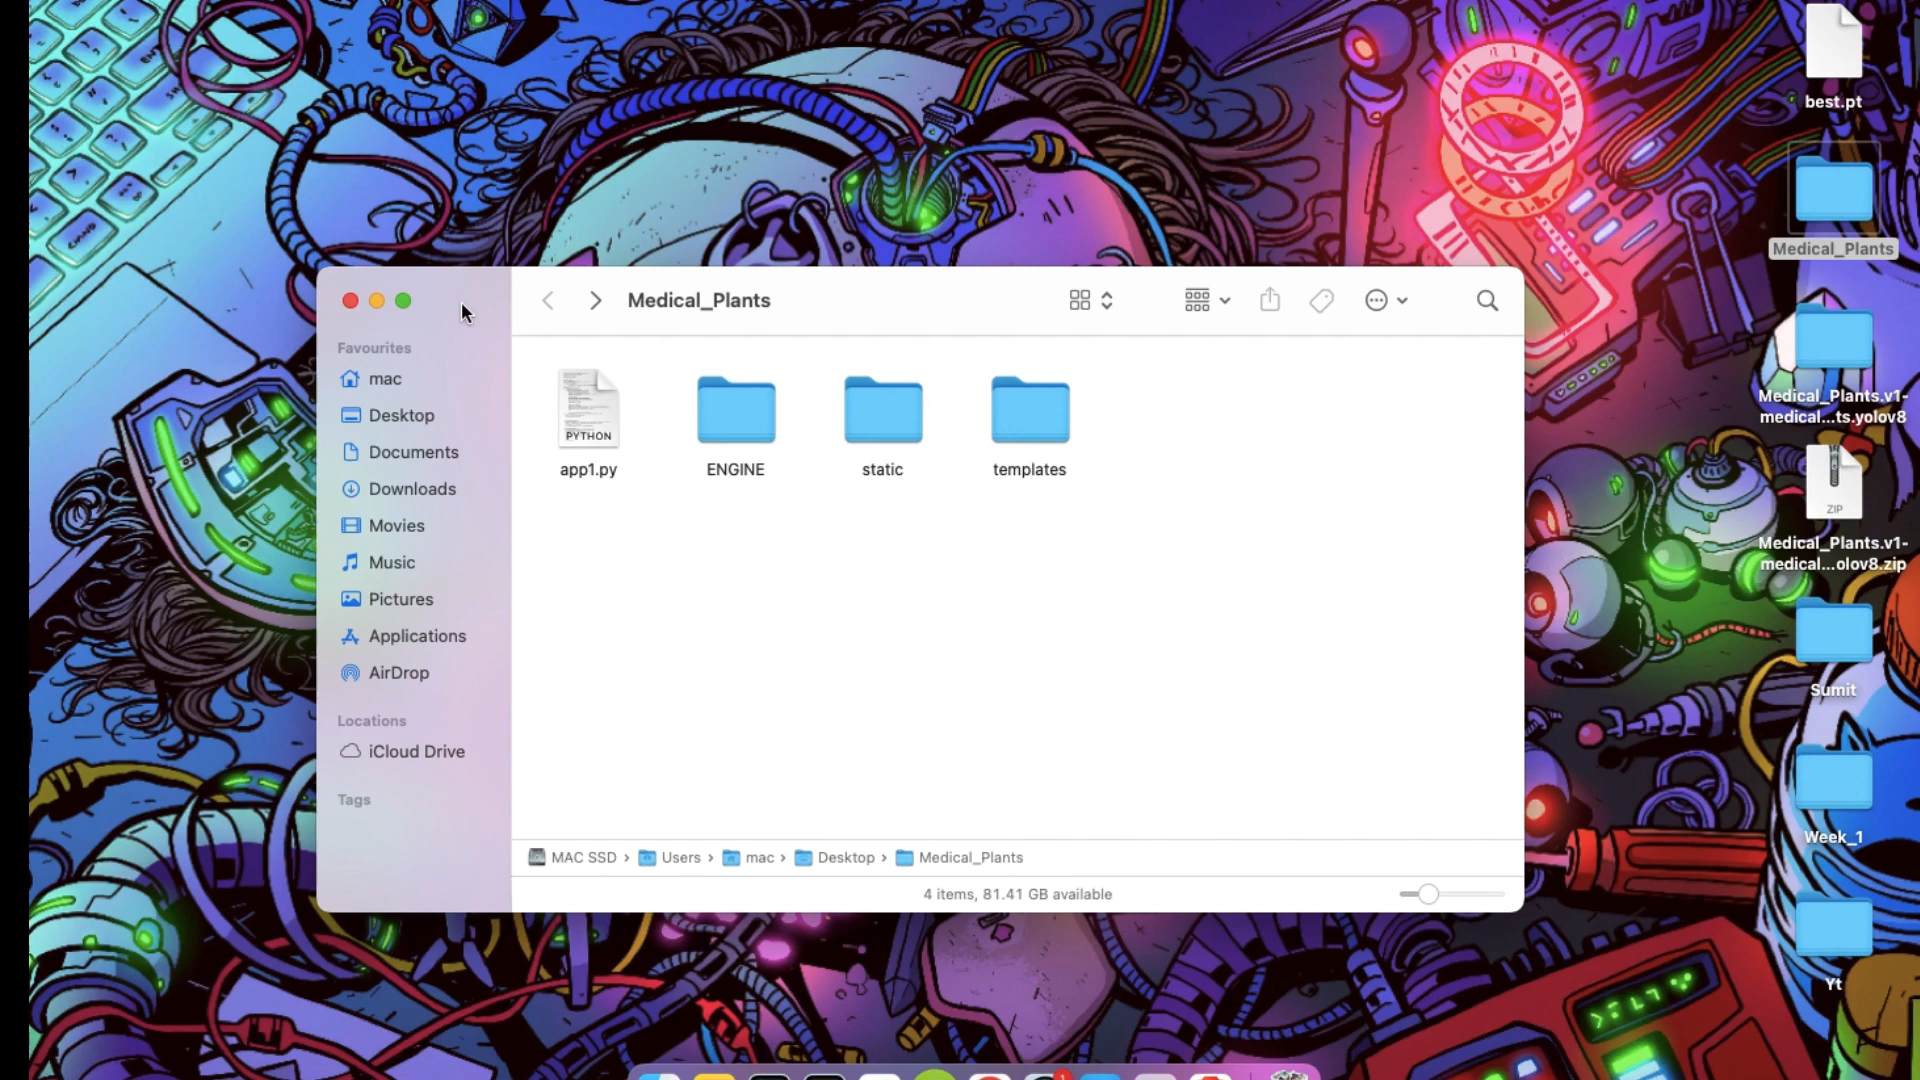 best.pt
Medical_Plants
Medical_Plants.v1-
medical...ts.yolov8
ZIP
Medical_Plants.v1-
medical...olov8.zip
Sumit
Week_1
Yt
Medical_Plants
Favourites
mac
Desktop
Documents
Downloads
Movies
Music
Pictures
Applications
AirDrop
Locations
iCloud Drive
Tags
PYTHON
app1.py
ENGINE
static
templates
MAC SSD › Users › mac › Desktop › Medical_Plants
4 items, 81.41 GB available